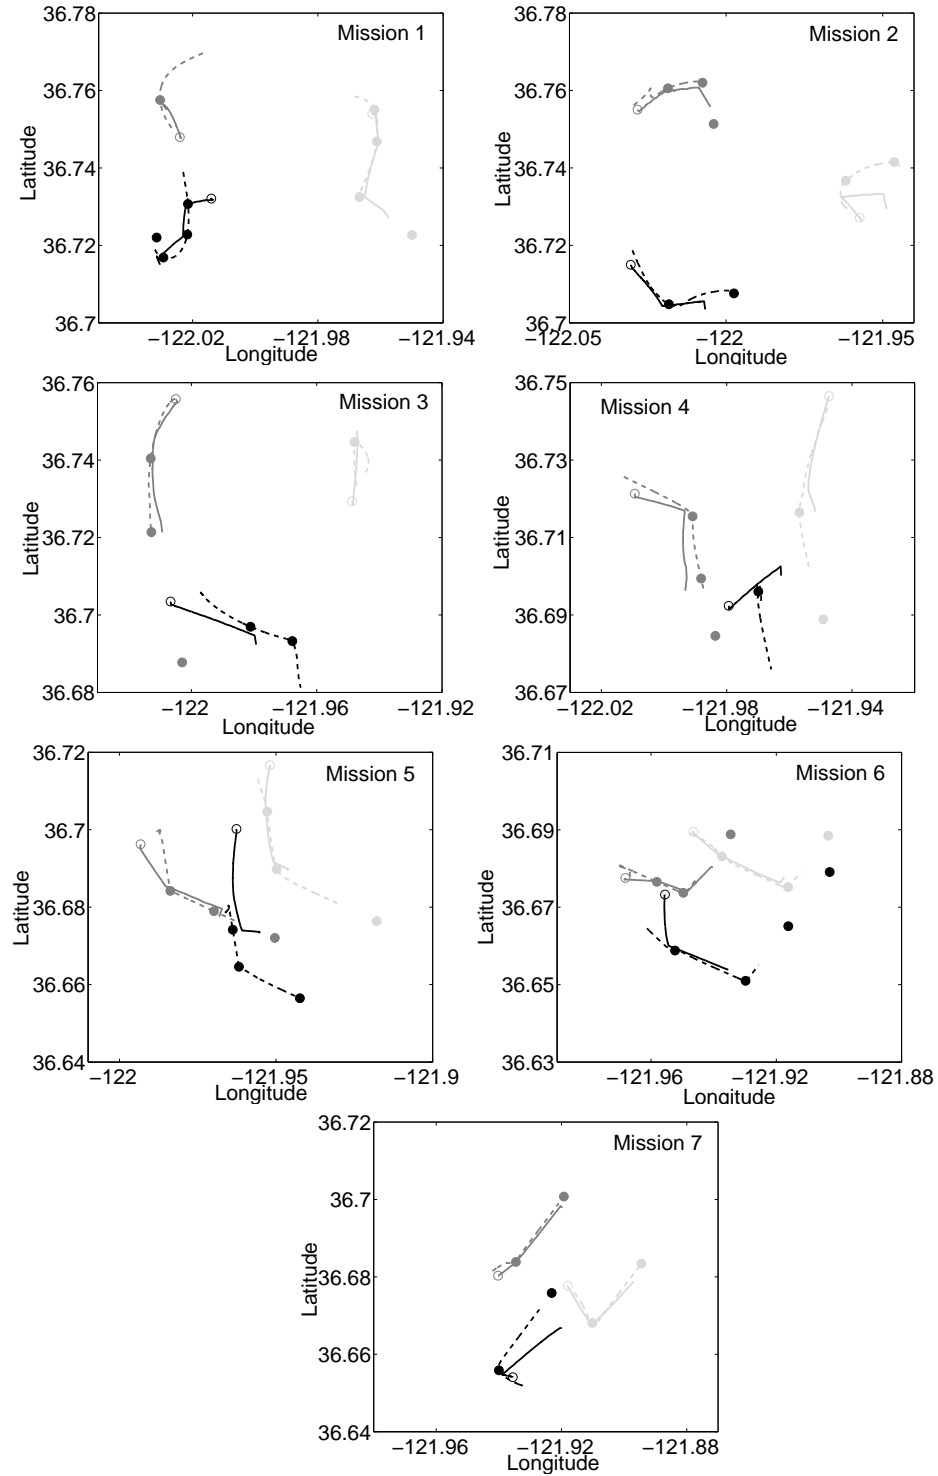 36.78
36.76
36.74
36.72
36.7
−122.02 −121.98 −121.94
Longitude
Latitude
Mission 1
36.78
36.76
36.74
36.72
36.7
−122.05 −122 −121.95
Longitude
Latitude
Mission 2
36.76
36.74
36.72
36.7
36.68
−122 −121.96 −121.92
Longitude
Latitude
Mission 3
36.75
36.73
36.71
36.69
36.67
−122.02 −121.98 −121.94
Longitude
Latitude
Mission 4
36.72
36.7
36.68
36.66
36.64
−122 −121.95 −121.9
Longitude
Latitude
Mission 5
36.71
36.69
36.67
36.65
36.63
−121.96 −121.92 −121.88
Longitude
Latitude
Mission 6
36.72
36.7
36.68
36.66
36.64
−121.96 −121.92 −121.88
Longitude
Latitude
Mission 7